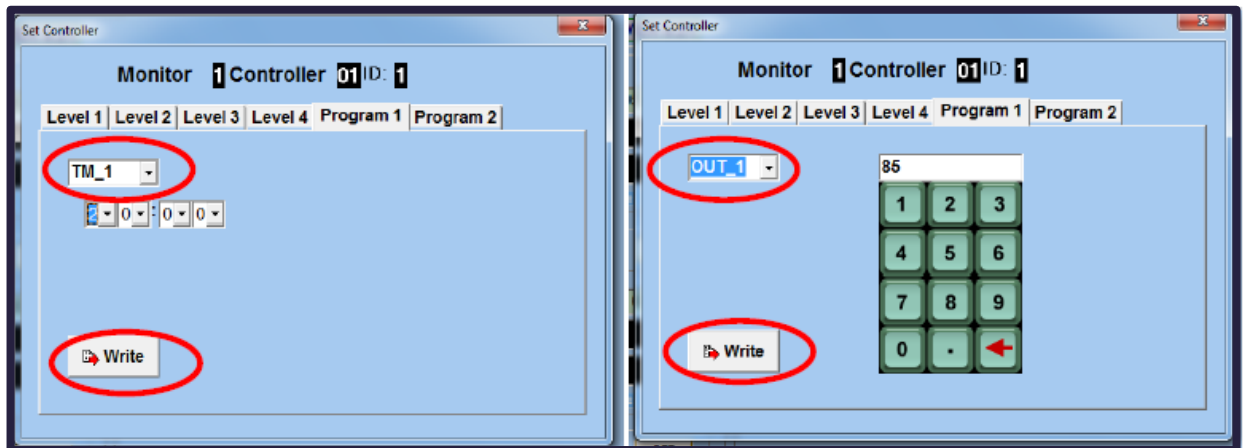 Set Controller
Monitor 1 Controller 01 ID: 1
Level 1 Level 2 Level 3 Level 4 Program 1 Program 2
TM_1
2 0 : 0 0
Write
Set Controller
Monitor 1 Controller 01 ID: 1
Level 1 Level 2 Level 3 Level 4 Program 1 Program 2
OUT_1 85
1 2 3
4 5 6
7 8 9
Write 0 .